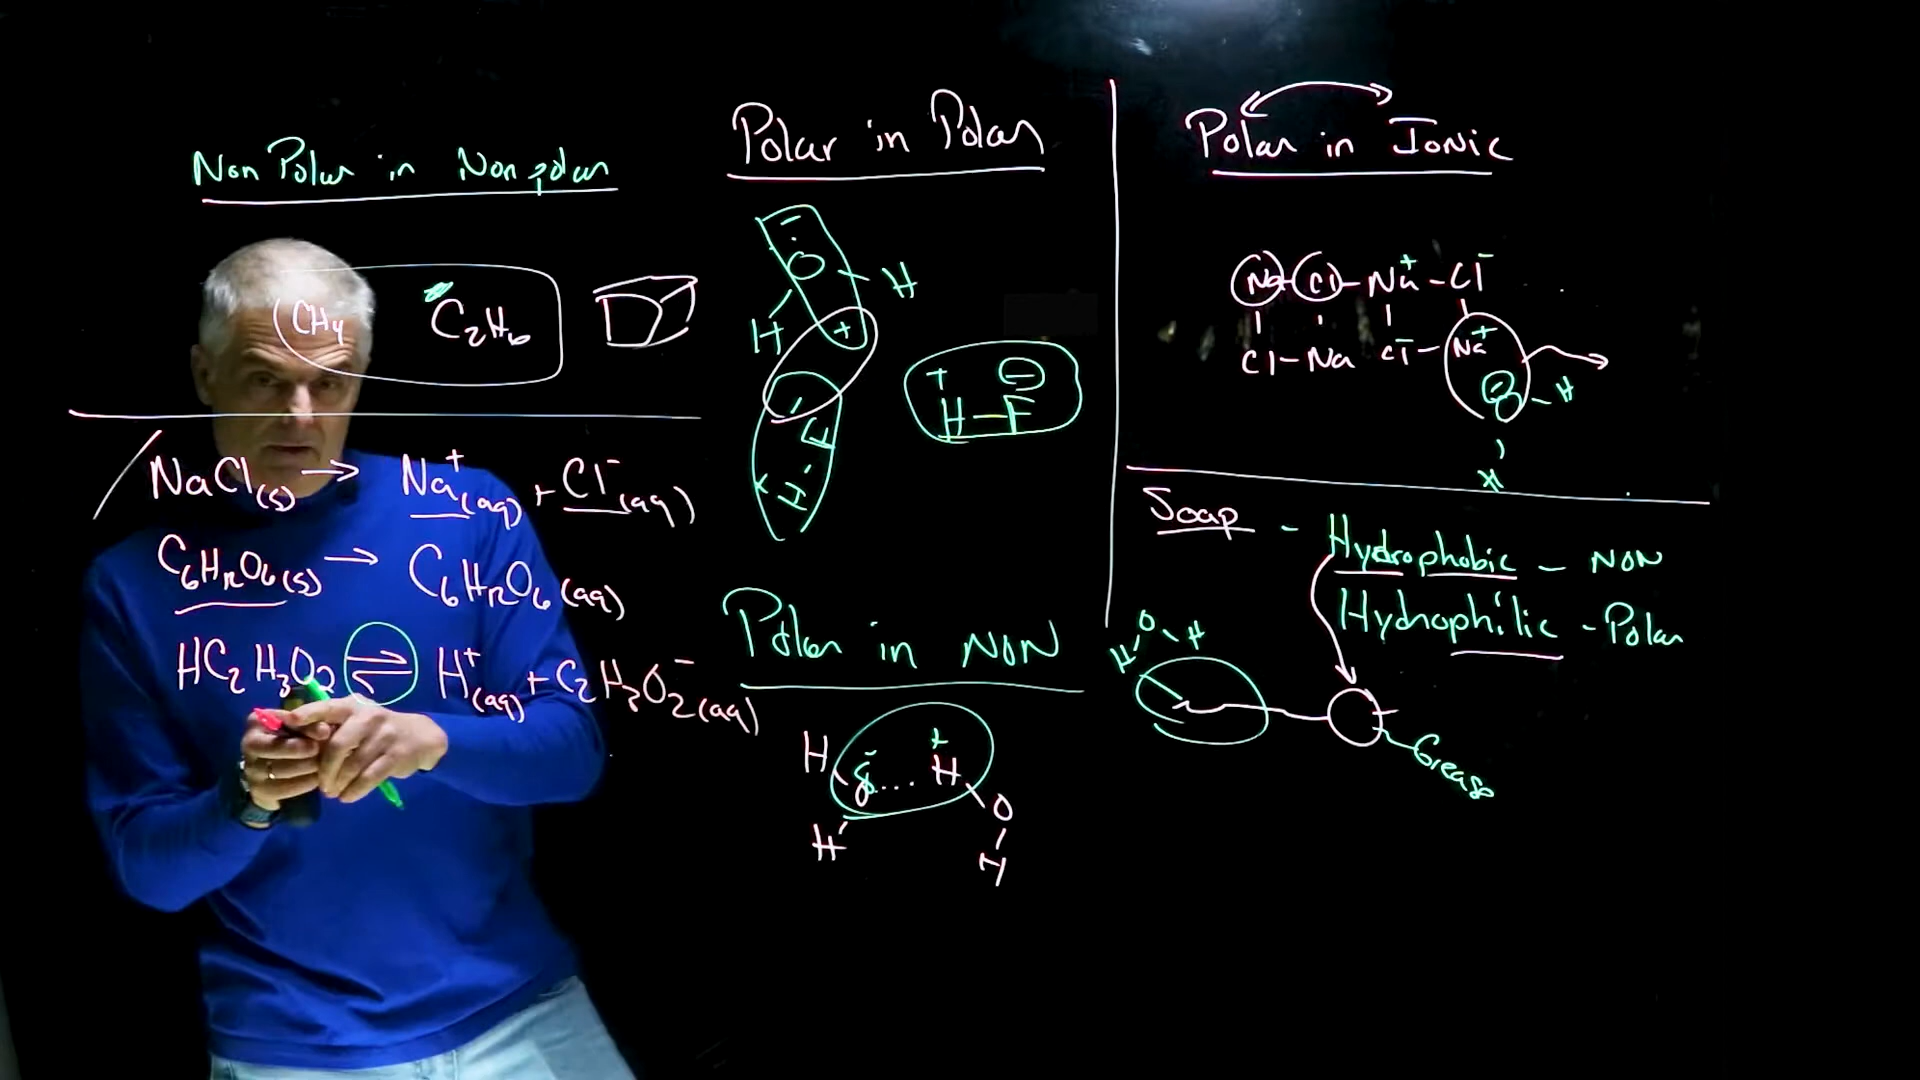 Non Polar in Nonpolar
CH4 C2H6
NaCl(s) → Na+(aq) + Cl-(aq)
C6H12O6(s) → C6H12O6(aq)
HC2H3O2 ⇌ H+(aq) + C2H3O2-(aq)
Polar in Polar
-
O - H
H +
-
F
+ H
+ -
H - F
Polar in NON
H - +
O ... H
H O
H
Polar in Ionic
Na - Cl - Na+ - Cl-
Cl - Na Cl- - Na+
- O - H
H
Soap - Hydrophobic - NON
Hydrophilic - Polar
H O H
Grease